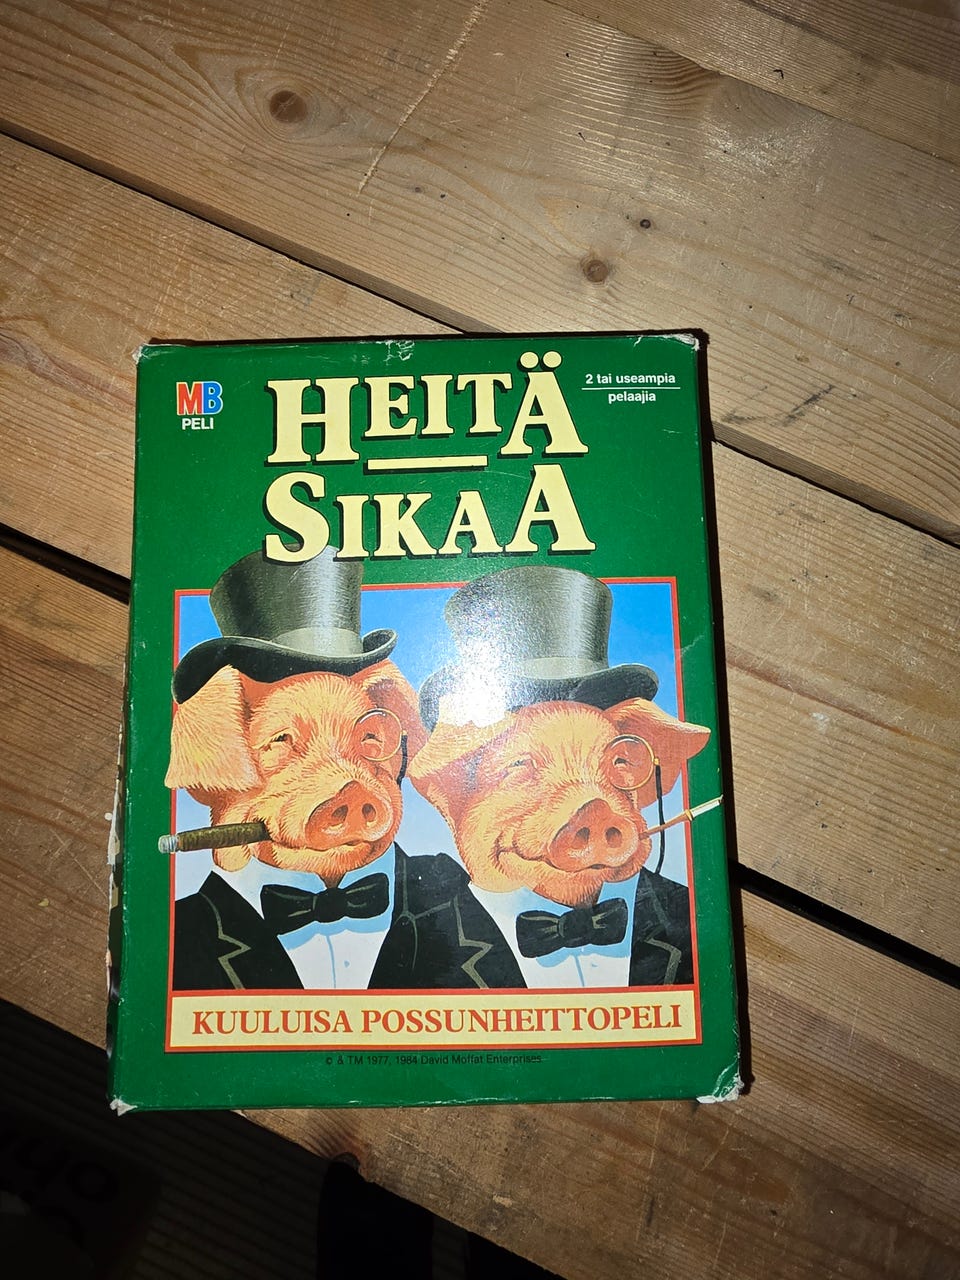 MB
PELI
HEITÄ
SIKAA
2 tai useampia
pelaajia
KUULUISA POSSUNHEITTOPELI
© & TM 1977, 1984 David Moffat Enterprises.